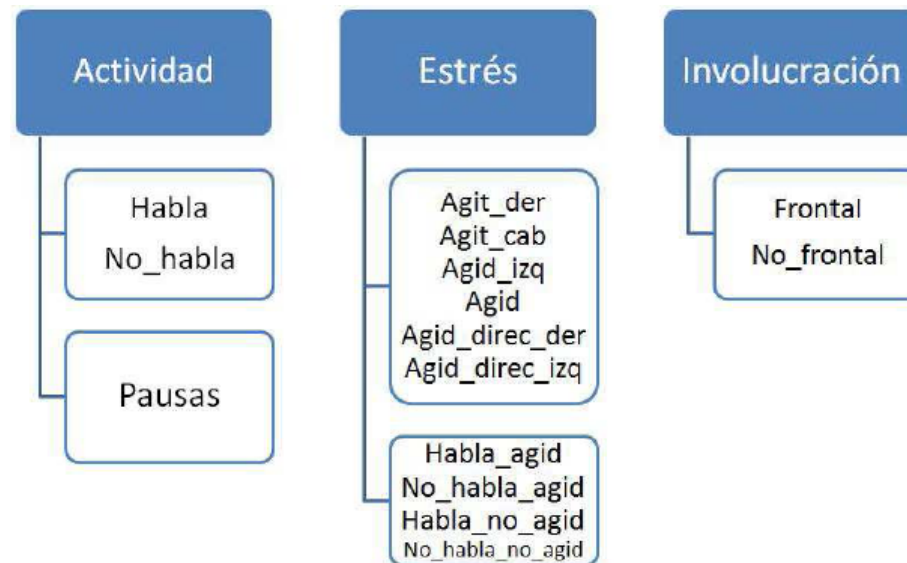 Actividad
Habla
No_habla
Pausas
Estrés
Agit_der
Agit_cab
Agid_izq
Agid
Agid_direc_der
Agid_direc_izq
Habla_agid
No_habla_agid
Habla_no_agid
No_habla_no_agid
Involucración
Frontal
No_frontal